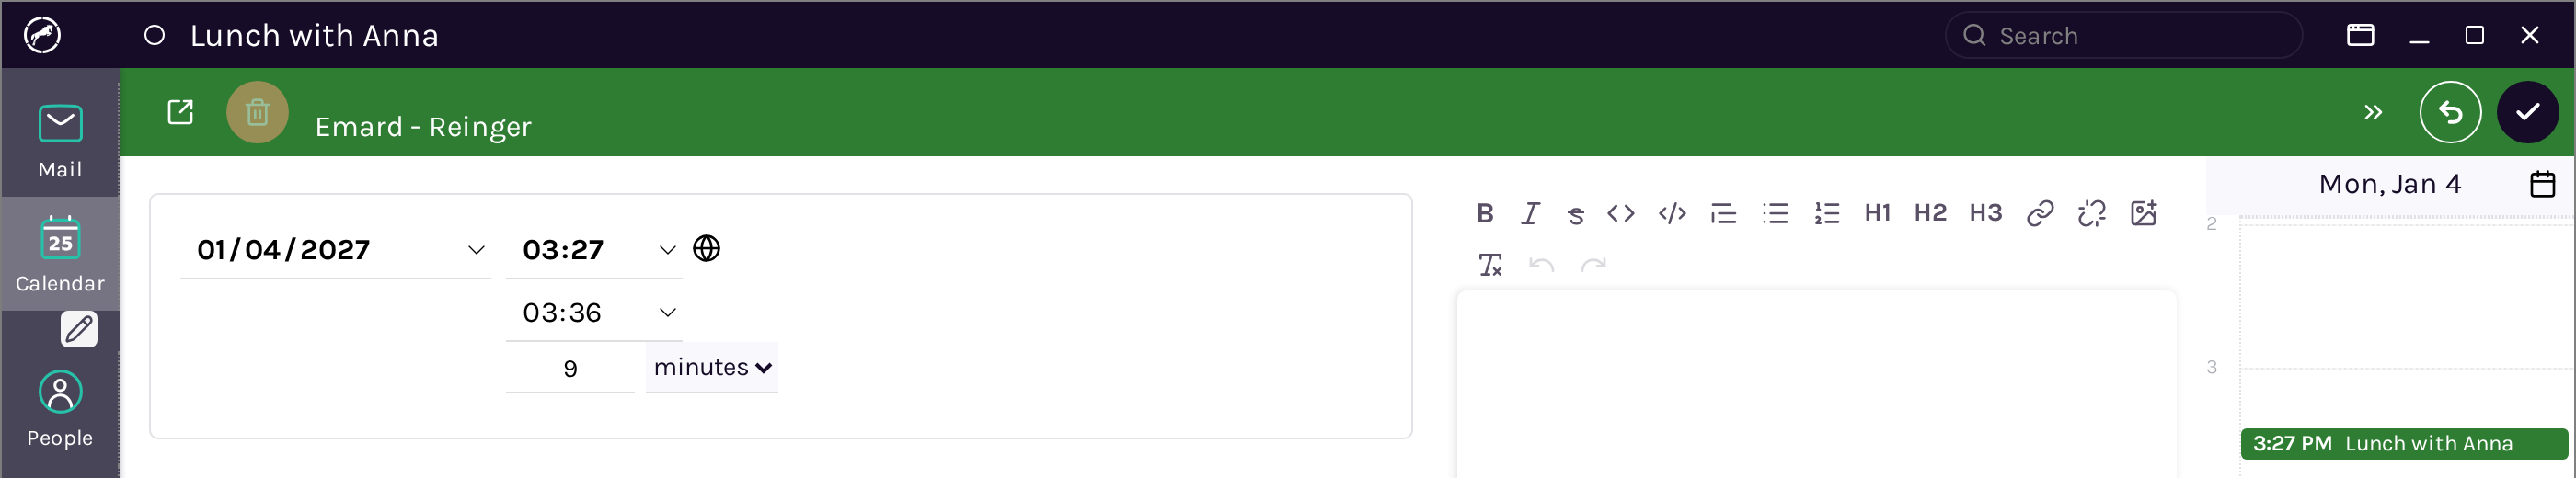 Lunch with Anna
Search
Mail
25
Calendar
People
Emard - Reinger
01/04/2027
03:27
03:36
9
minutes
B I S H1 H2 H3
Mon, Jan 4
2
3
3:27 PM Lunch with Anna